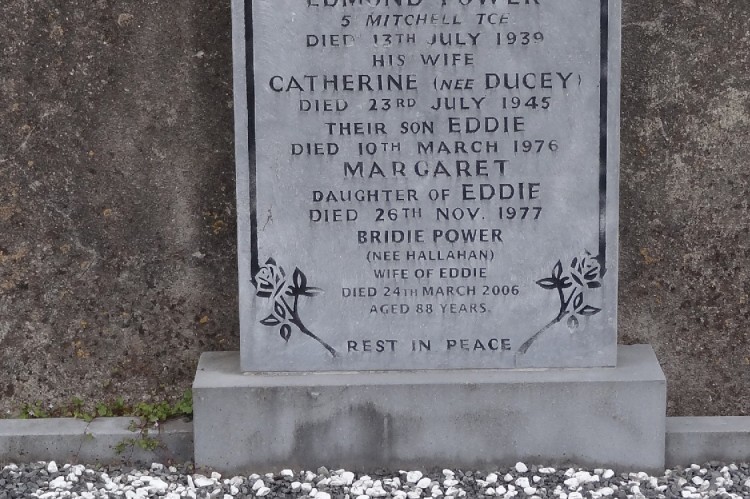 EDMOND POWER
5 MITCHELL TCE
DIED 13TH JULY 1939
HIS WIFE
CATHERINE (NEE DUCEY)
DIED 23RD JULY 1945
THEIR SON EDDIE
DIED 10TH MARCH 1976
MARGARET
DAUGHTER OF EDDIE
DIED 26TH NOV. 1977
BRIDIE POWER
(NEE HALLAHAN)
WIFE OF EDDIE
DIED 24TH MARCH 2006
AGED 88 YEARS.
REST IN PEACE